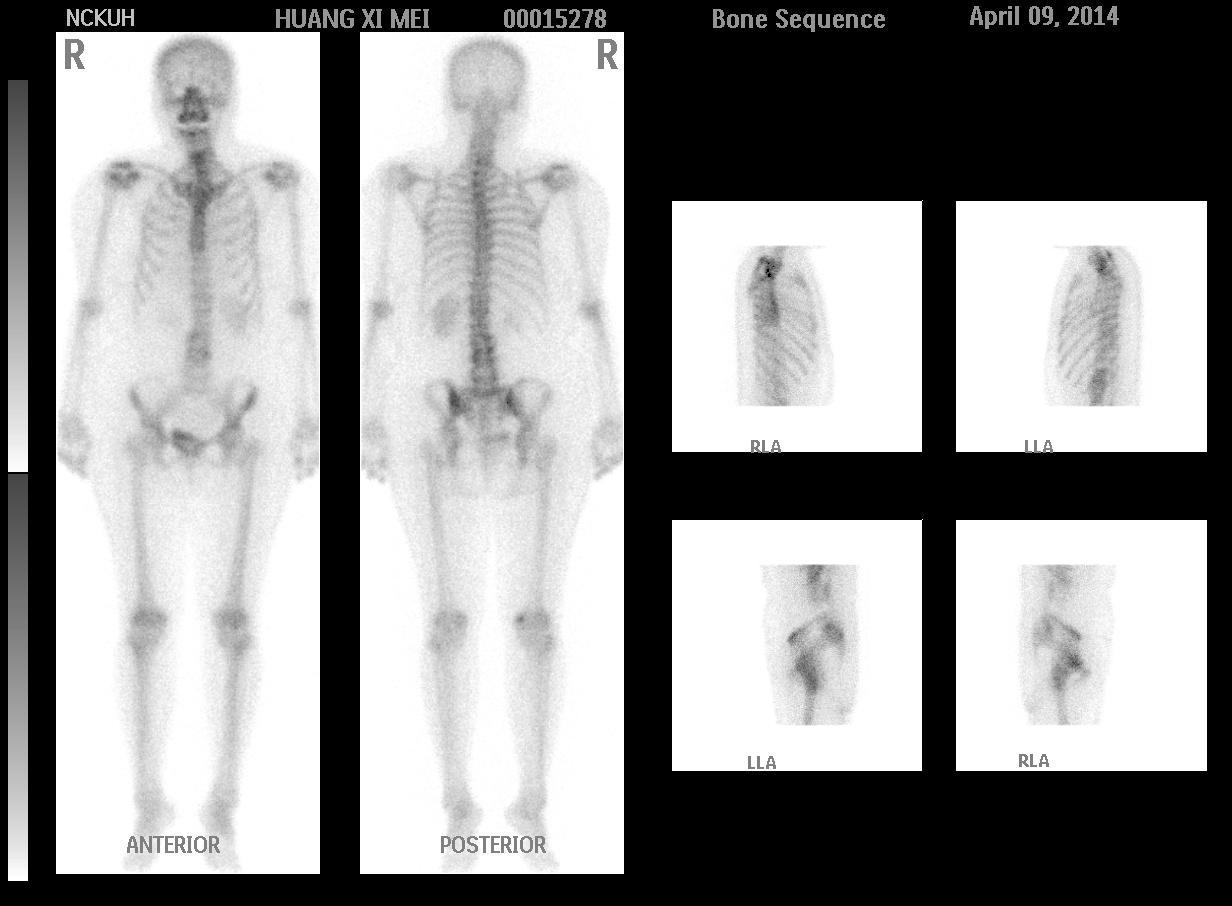 NCKUH HUANG XI MEI 00015278 Bone Sequence April 09, 2014
R R
RLA LLA
LLA RLA
ANTERIOR POSTERIOR